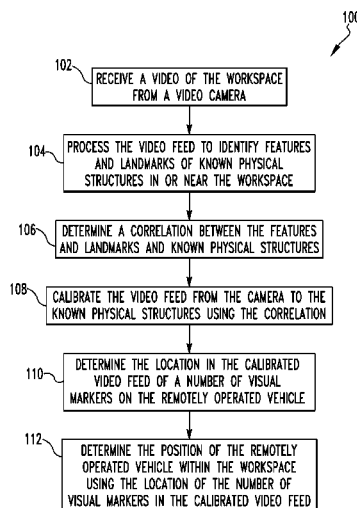 100
102
RECEIVE A VIDEO OF THE WORKSPACE
FROM A VIDEO CAMERA
104
PROCESS THE VIDEO FEED TO IDENTIFY FEATURES
AND LANDMARKS OF KNOWN PHYSICAL
STRUCTURES IN OR NEAR THE WORKSPACE
106
DETERMINE A CORRELATION BETWEEN THE FEATURES
AND LANDMARKS AND KNOWN PHYSICAL STRUCTURES
108
CALIBRATE THE VIDEO FEED FROM THE CAMERA TO THE
KNOWN PHYSICAL STRUCTURES USING THE CORRELATION
110
DETERMINE THE LOCATION IN THE CALIBRATED
VIDEO FEED OF A NUMBER OF VISUAL
MARKERS ON THE REMOTELY OPERATED VEHICLE
112
DETERMINE THE POSITION OF THE REMOTELY
OPERATED VEHICLE WITHIN THE WORKSPACE
USING THE LOCATION OF THE NUMBER OF
VISUAL MARKERS IN THE CALIBRATED VIDEO FEED